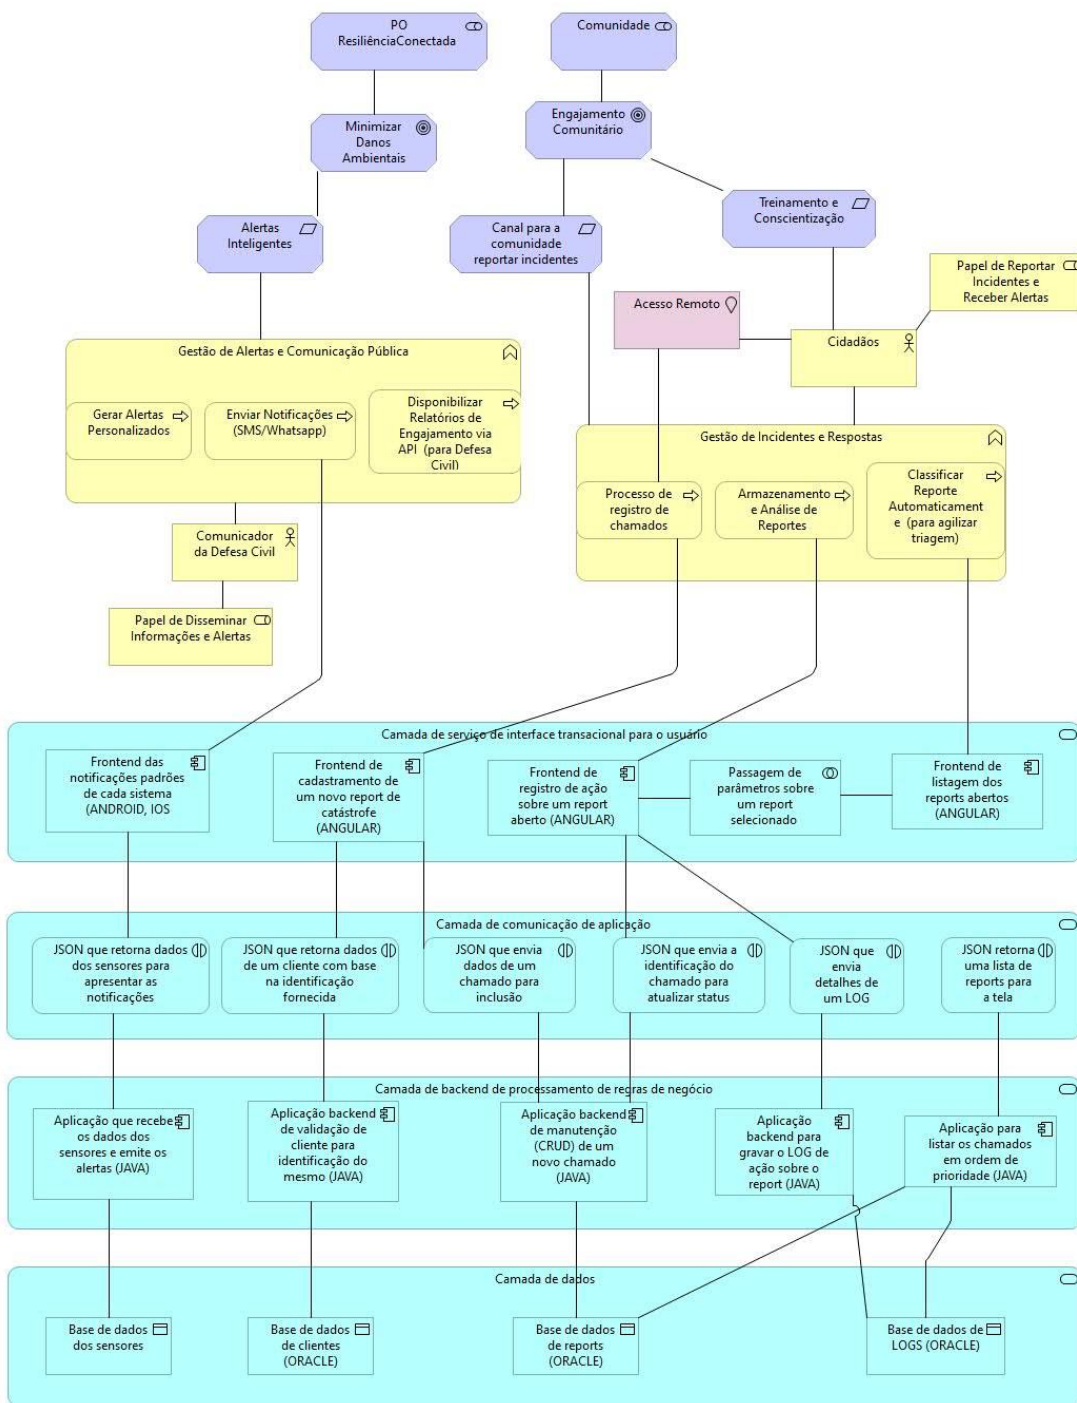 PO
ResiliênciaConectada
Comunidade
Minimizar
Danos
Ambientais
Engajamento
Comunitário
Alertas
Inteligentes
Canal para a
comunidade
reportar incidentes
Treinamento e
Conscientização
Papel de Reportar
Incidentes e
Receber Alertas
Acesso Remoto
Cidadãos
Gestão de Alertas e Comunicação Pública
Gerar Alertas
Personalizados
Enviar Notificações
(SMS/Whatsapp)
Disponibilizar
Relatórios de
Engajamento via
API (para Defesa
Civil)
Gestão de Incidentes e Respostas
Processo de
registro de
chamados
Armazenamento
e Análise de
Reportes
Classificar
Reporte
Automaticament
e (para agilizar
triagem)
Comunicador
da Defesa Civil
Papel de Disseminar
Informações e Alertas
Camada de serviço de interface transacional para o usuário
Frontend das
notificações padrões
de cada sistema
(ANDROID, IOS
Frontend de
cadastramento de
um novo report de
catástrofe
(ANGULAR)
Frontend de
registro de ação
sobre um report
aberto (ANGULAR)
Passagem de
parâmetros sobre
um report
selecionado
Frontend de
listagem dos
reports abertos
(ANGULAR)
Camada de comunicação de aplicação
JSON que retorna dados
dos sensores para
apresentar as
notificações
JSON que retorna dados
de um cliente com base
na identificação
fornecida
JSON que envia
dados de um
chamado para
inclusão
JSON que envia a
identificação do
chamado para
atualizar status
JSON que
envia
detalhes de
um LOG
JSON retorna
uma lista de
reports para
a tela
Camada de backend de processamento de regras de negócio
Aplicação que recebe
os dados dos
sensores e emite os
alertas (JAVA)
Aplicação backend
de validação de
cliente para
identificação do
mesmo (JAVA)
Aplicação backend
de manutenção
(CRUD) de um
novo chamado
(JAVA)
Aplicação
backend para
gravar o LOG de
ação sobre o
report (JAVA)
Aplicação para
listar os chamados
em ordem de
prioridade (JAVA)
Camada de dados
Base de dados
dos sensores
Base de dados
de clientes
(ORACLE)
Base de dados
de reports
(ORACLE)
Base de dados de
LOGS (ORACLE)